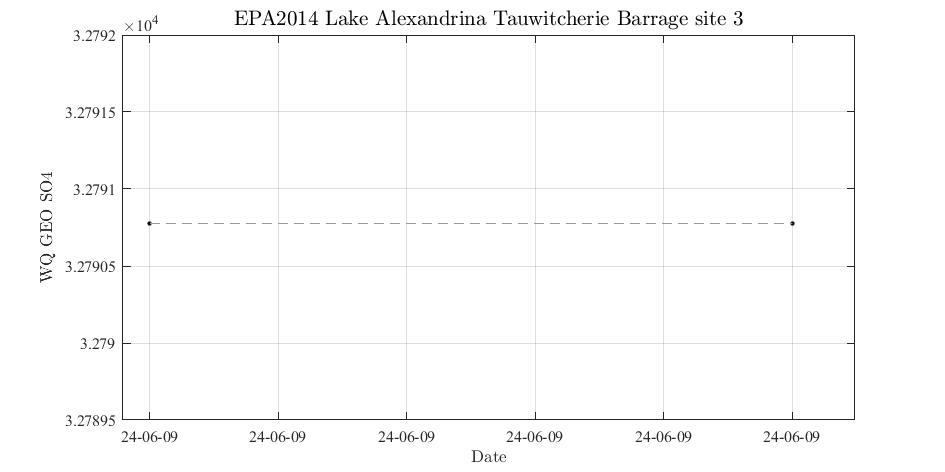 EPA2014 Lake Alexandrina Tauwitcherie Barrage site 3
×10⁴
3.2792
3.27915
3.2791
3.27905
3.279
3.27895
WQ GEO SO4
24-06-09 24-06-09 24-06-09 24-06-09 24-06-09 24-06-09
Date